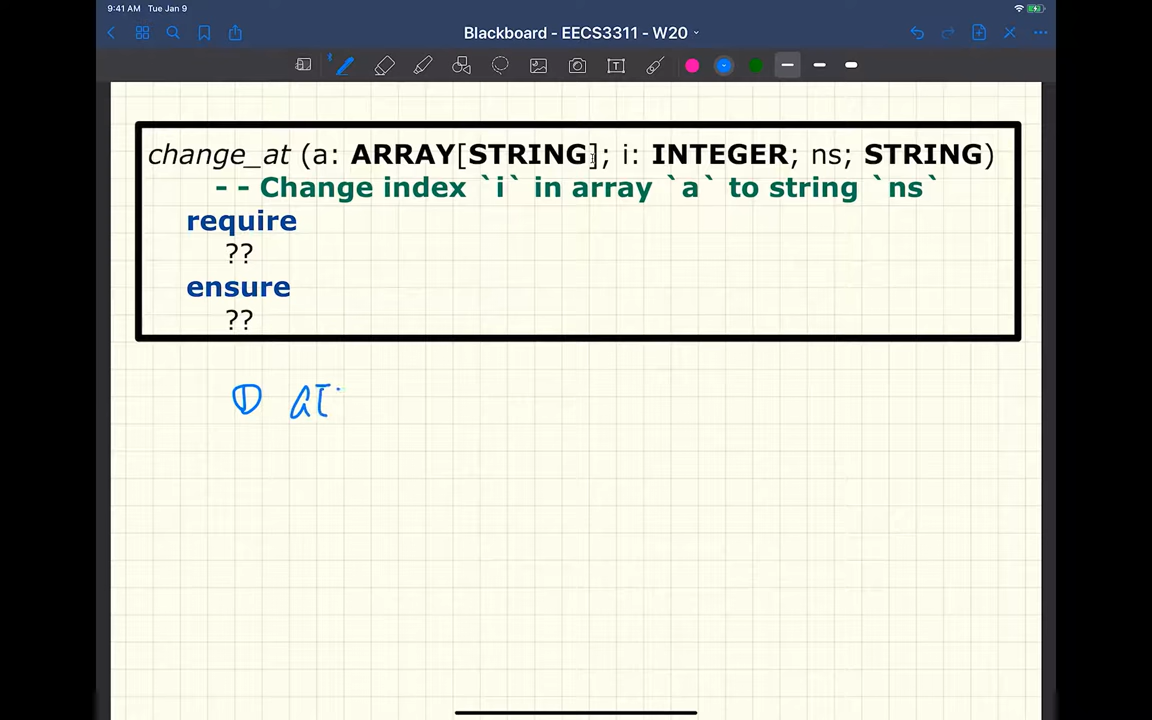 9:41 AM Tue Jan 9
Blackboard - EECS3311 - W20
change_at (a: ARRAY[STRING]; i: INTEGER; ns; STRING)
- - Change index `i` in array `a` to string `ns`
require
??
ensure
??
① a[